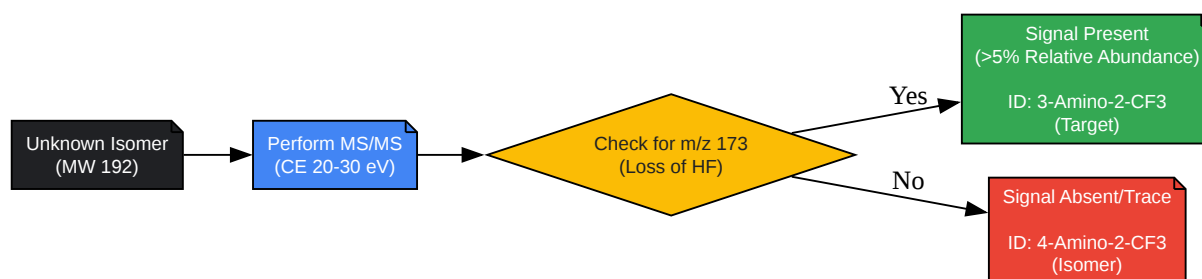 Unknown Isomer
(MW 192)
Perform MS/MS
(CE 20-30 eV)
Check for m/z 173
(Loss of HF)
Yes
No
Signal Present
(>5% Relative Abundance)
ID: 3-Amino-2-CF3
(Target)
Signal Absent/Trace
ID: 4-Amino-2-CF3
(Isomer)